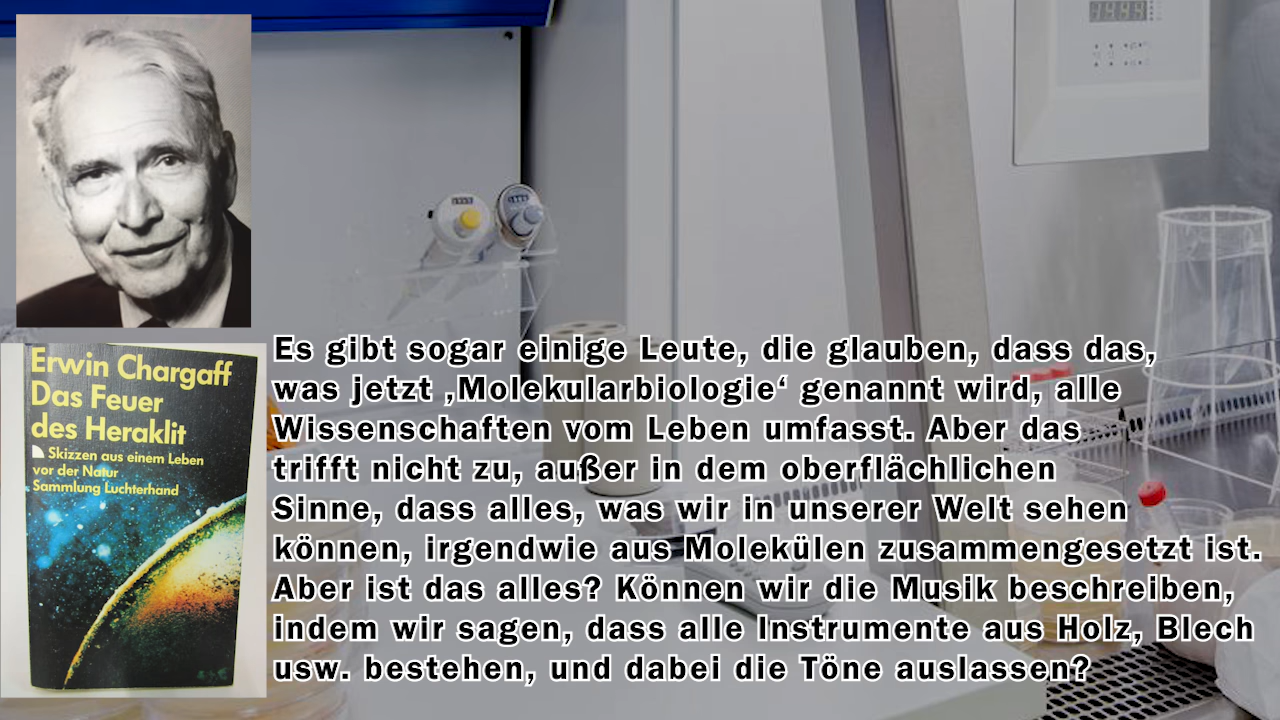 Erwin Chargaff
Das Feuer
des Heraklit
Skizzen aus einem Leben
vor der Natur
Sammlung Luchterhand
Es gibt sogar einige Leute, die glauben, dass das,
was jetzt ‚Molekularbiologie‘ genannt wird, alle
Wissenschaften vom Leben umfasst. Aber das
trifft nicht zu, außer in dem oberflächlichen
Sinne, dass alles, was wir in unserer Welt sehen
können, irgendwie aus Molekülen zusammengesetzt ist.
Aber ist das alles? Können wir die Musik beschreiben,
indem wir sagen, dass alle Instrumente aus Holz, Blech
usw. bestehen, und dabei die Töne auslassen?